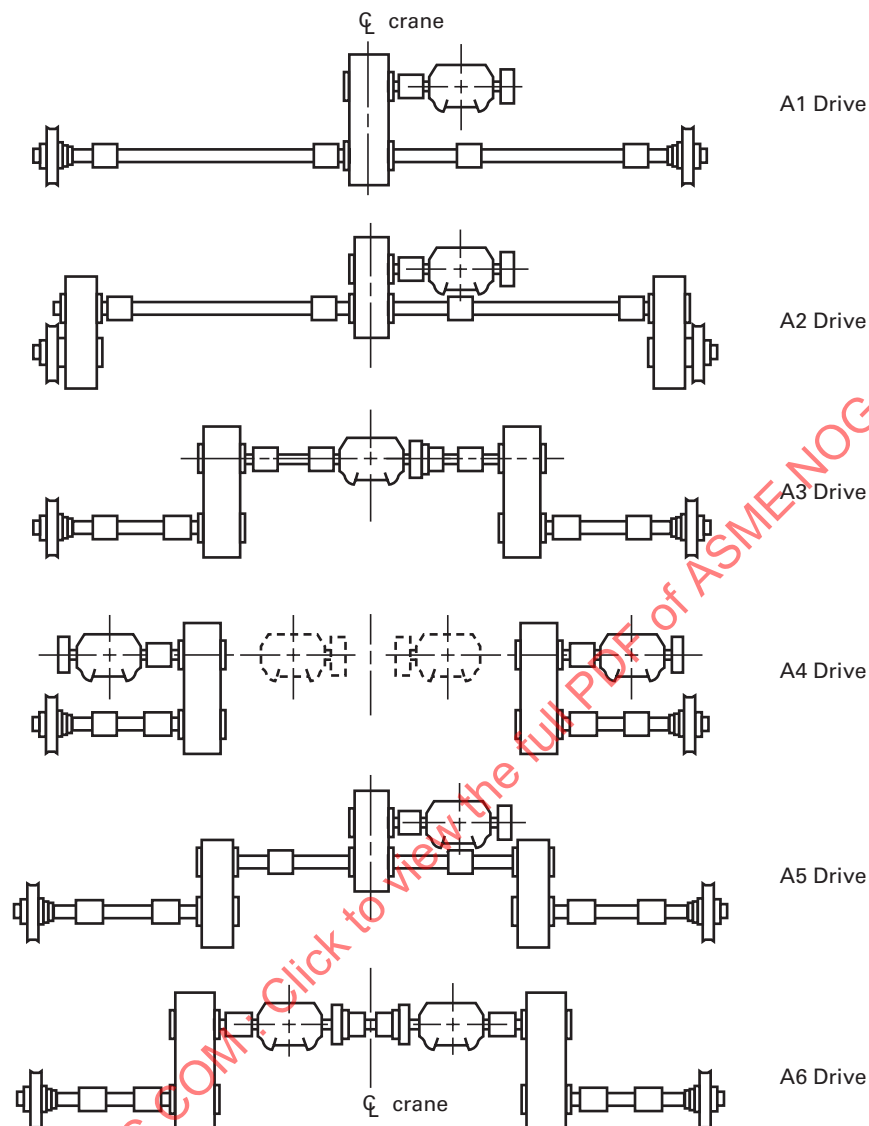 ℄ crane
A1 Drive
A2 Drive
A3 Drive
A4 Drive
A5 Drive
A6 Drive
℄ crane
COM : Click to view the full PDF of ASME NOG